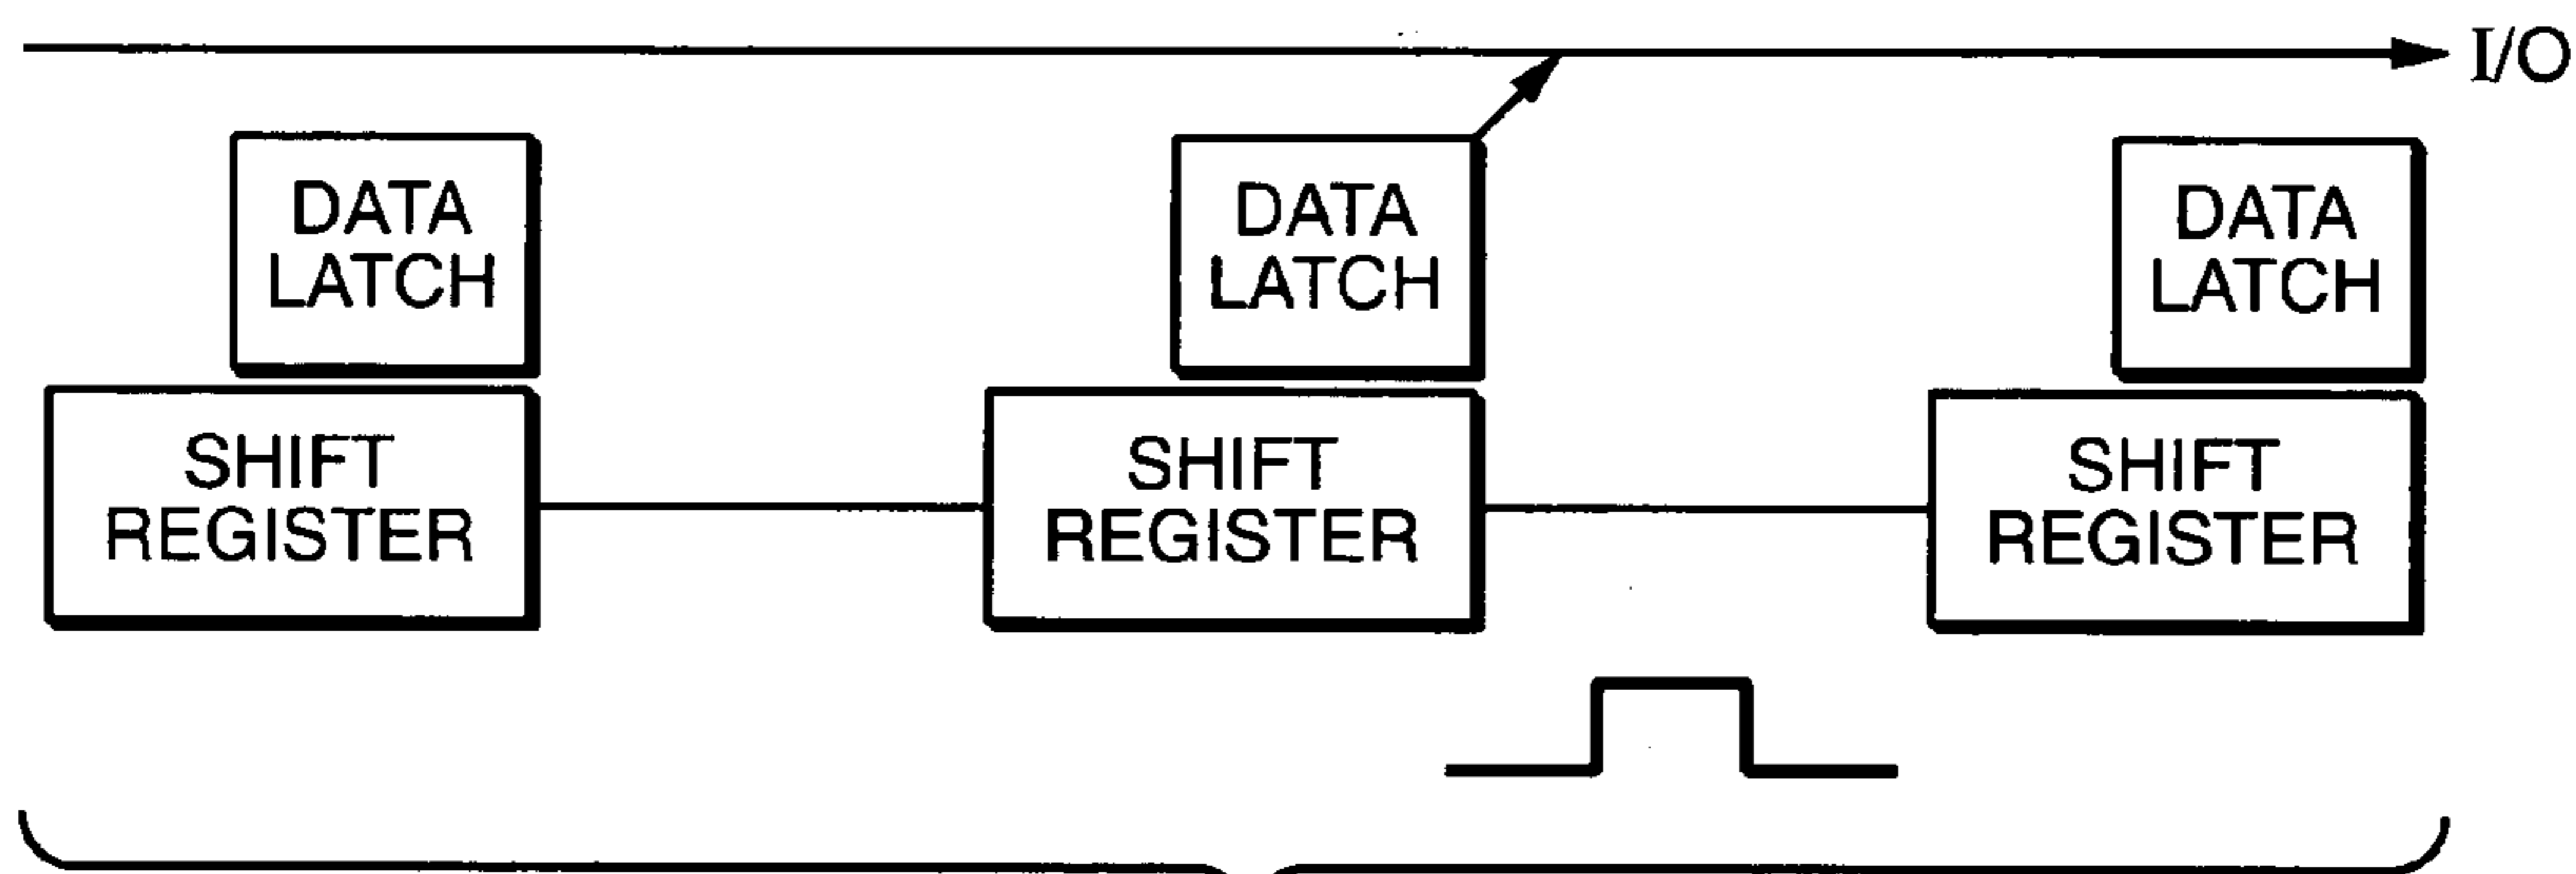 I/O
DATA
LATCH
DATA
LATCH
DATA
LATCH
SHIFT
REGISTER
SHIFT
REGISTER
SHIFT
REGISTER